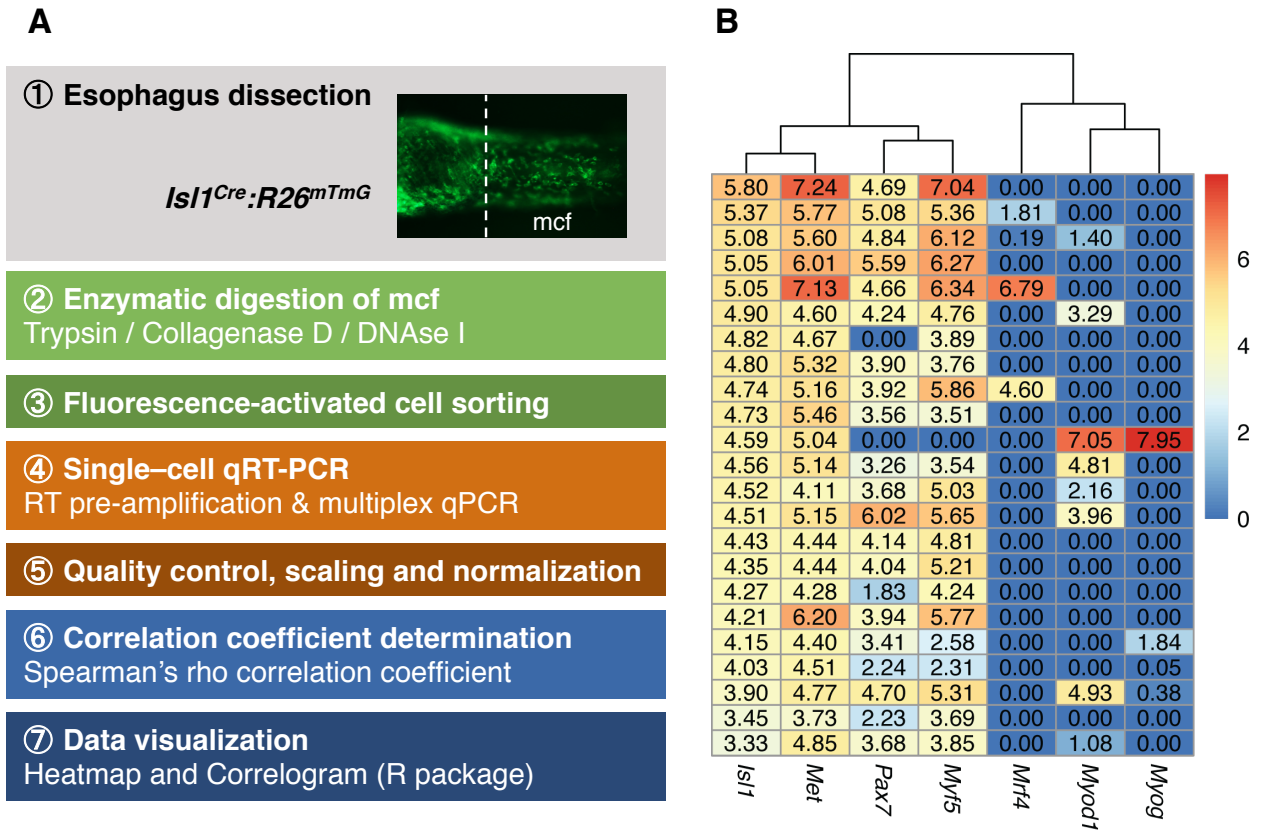 A
① Esophagus dissection
Isl1Cre:R26mTmG
mcf
② Enzymatic digestion of mcf
Trypsin / Collagenase D / DNAse I
③ Fluorescence-activated cell sorting
④ Single–cell qRT-PCR
RT pre-amplification & multiplex qPCR
⑤ Quality control, scaling and normalization
⑥ Correlation coefficient determination
Spearman’s rho correlation coefficient
⑦ Data visualization
Heatmap and Correlogram (R package)
B
5.80 7.24 4.69 7.04 0.00 0.00 0.00
5.37 5.77 5.08 5.36 1.81 0.00 0.00
5.08 5.60 4.84 6.12 0.19 1.40 0.00
5.05 6.01 5.59 6.27 0.00 0.00 0.00
5.05 7.13 4.66 6.34 6.79 0.00 0.00
4.90 4.60 4.24 4.76 0.00 3.29 0.00
4.82 4.67 0.00 3.89 0.00 0.00 0.00
4.80 5.32 3.90 3.76 0.00 0.00 0.00
4.74 5.16 3.92 5.86 4.60 0.00 0.00
4.73 5.46 3.56 3.51 0.00 0.00 0.00
4.59 5.04 0.00 0.00 0.00 7.05 7.95
4.56 5.14 3.26 3.54 0.00 4.81 0.00
4.52 4.11 3.68 5.03 0.00 2.16 0.00
4.51 5.15 6.02 5.65 0.00 3.96 0.00
4.43 4.44 4.14 4.81 0.00 0.00 0.00
4.35 4.44 4.04 5.21 0.00 0.00 0.00
4.27 4.28 1.83 4.24 0.00 0.00 0.00
4.21 6.20 3.94 5.77 0.00 0.00 0.00
4.15 4.40 3.41 2.58 0.00 0.00 1.84
4.03 4.51 2.24 2.31 0.00 0.00 0.05
3.90 4.77 4.70 5.31 0.00 4.93 0.38
3.45 3.73 2.23 3.69 0.00 0.00 0.00
3.33 4.85 3.68 3.85 0.00 1.08 0.00
Isl1 Met Pax7 Myf5 Mrf4 Myod1 Myog
6
4
2
0